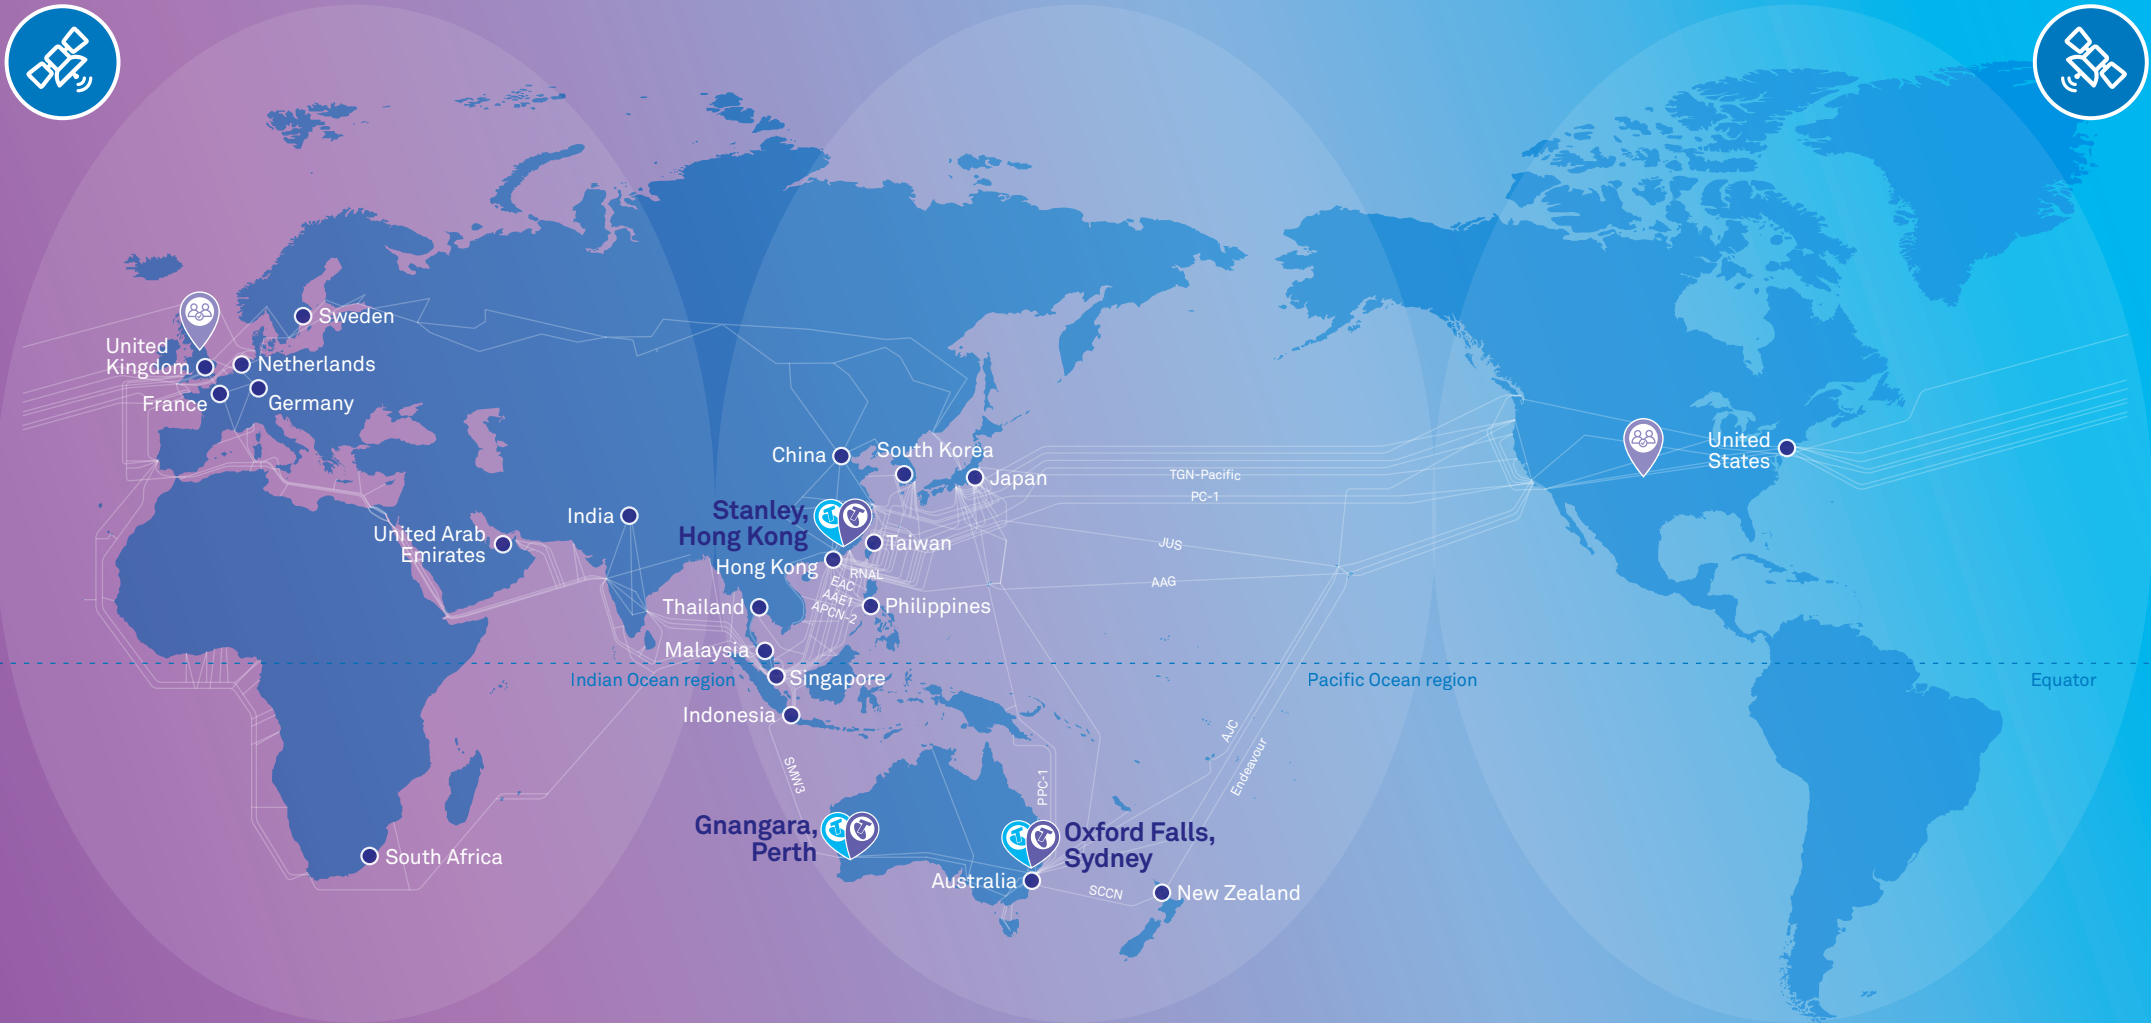 Sweden
United
Kingdom
Netherlands
France
Germany
China
South Korea
Japan
United
States
TGN-Pacific
PC-1
India
Stanley,
Hong Kong
United Arab
Emirates
Taiwan
JUS
Hong Kong
RNAL
EAC
AAE1
APCN-2
AAG
Thailand
Philippines
Malaysia
Indian Ocean region
Singapore
Pacific Ocean region
Equator
Indonesia
AJC
SMW3
PPC-1
Endeavour
Gnangara,
Perth
Oxford Falls,
Sydney
South Africa
Australia
SCCN
New Zealand